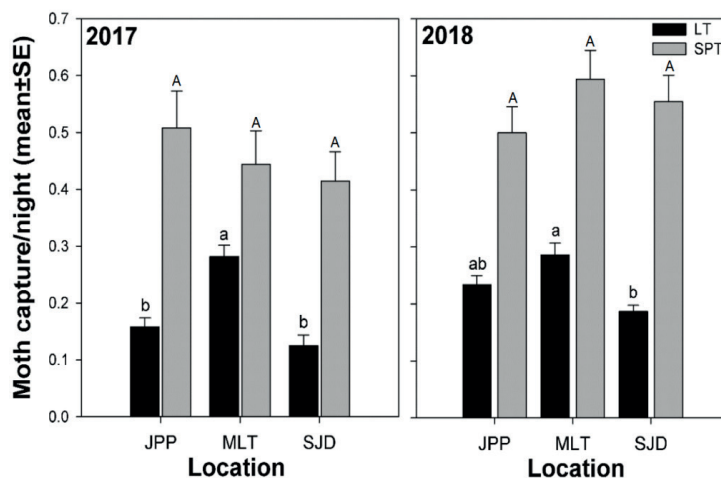 Moth capture/night (mean±SE)
0.7
0.6
0.5
0.4
0.3
0.2
0.1
0.0
2017
b
A
a
A
b
A
JPP MLT SJD
Location
2018
LT
SPT
ab
A
a
A
b
A
JPP MLT SJD
Location